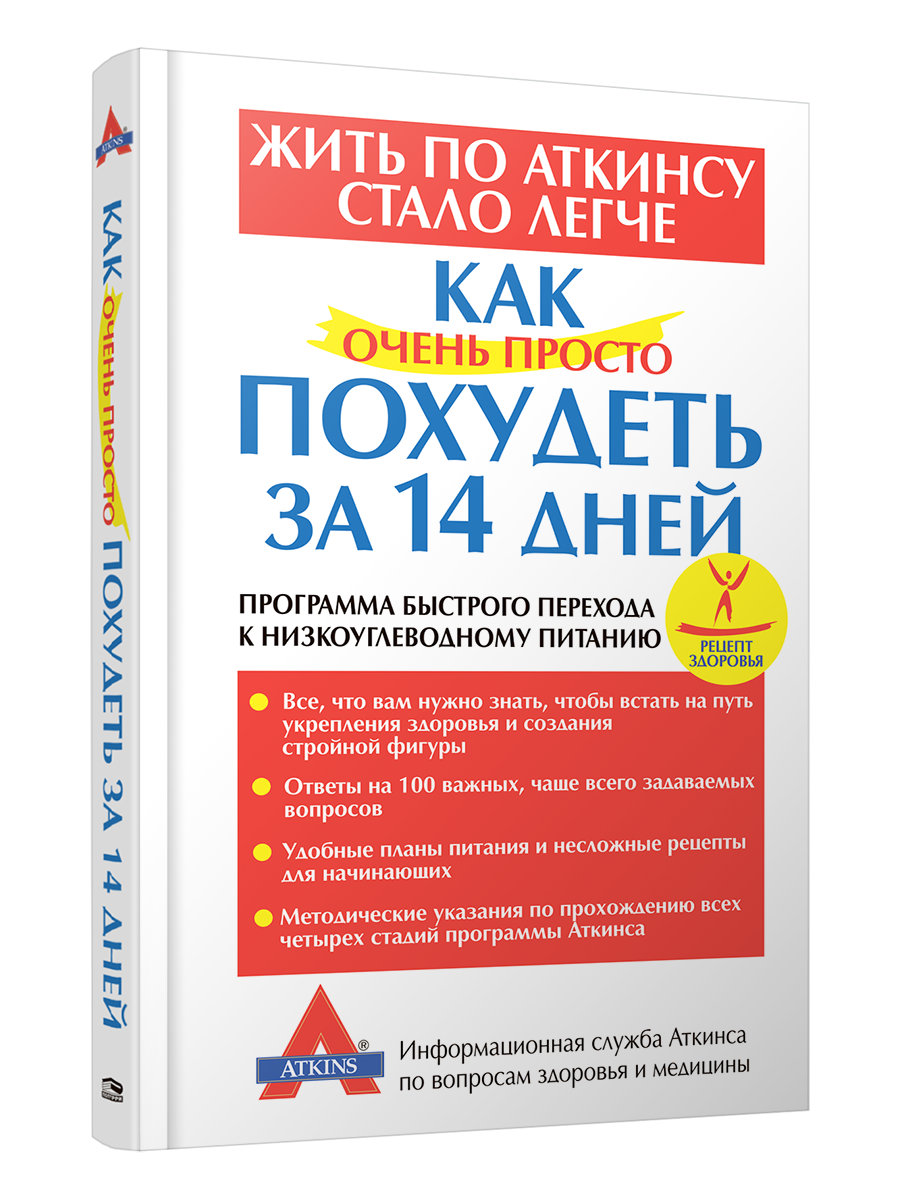 ЖИТЬ ПО АТКИНСУ
СТАЛО ЛЕГЧЕ
КАК
ОЧЕНЬ ПРОСТО
ПОХУДЕТЬ
ЗА 14 ДНЕЙ
ПРОГРАММА БЫСТРОГО ПЕРЕХОДА
К НИЗКОУГЛЕВОДНОМУ ПИТАНИЮ
РЕЦЕПТ
ЗДОРОВЬЯ
Все, что вам нужно знать, чтобы встать на путь
укрепления здоровья и создания
стройной фигуры
Ответы на 100 важных, чаше всего задаваемых
вопросов
Удобные планы питания и несложные рецепты
для начинающих
Методические указания по прохождению всех
четырех стадий программы Аткинса
ATKINS®
Информационная служба Аткинса
по вопросам здоровья и медицины
ATKINS®
КАК ОЧЕНЬ ПРОСТО ПОХУДЕТЬ ЗА 14 ДНЕЙ